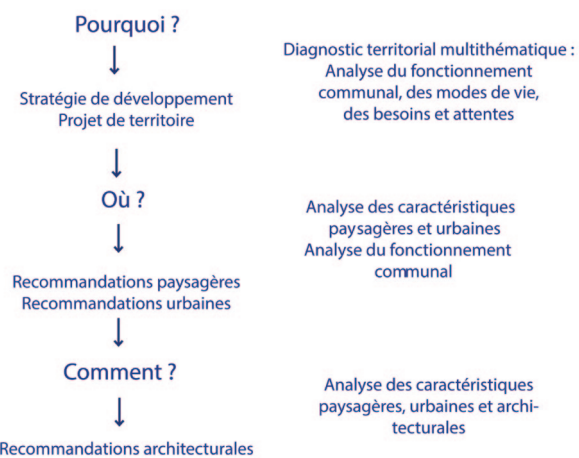 Pourquoi ?
Diagnostic territorial multithématique :
Analyse du fonctionnement
communal, des modes de vie,
des besoins et attentes
Stratégie de développement
Projet de territoire
Où ?
Analyse des caractéristiques
paysagères et urbaines
Analyse du fonctionnement
communal
Recommandations paysagères
Recommandations urbaines
Comment ?
Analyse des caractéristiques
paysagères, urbaines et archi-
tecturales
Recommandations architecturales